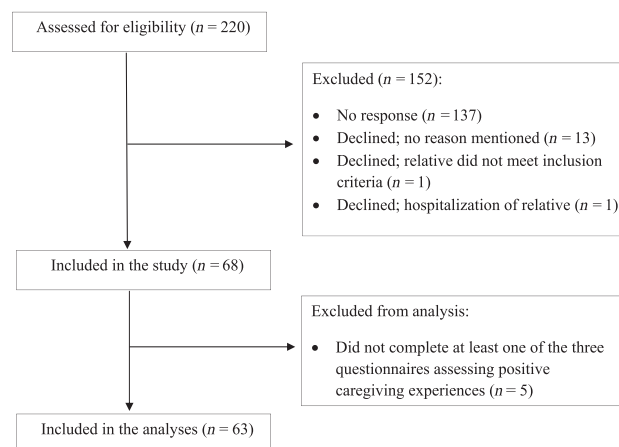 Assessed for eligibility (n = 220)
Excluded (n = 152):
• No response (n = 137)
• Declined; no reason mentioned (n = 13)
• Declined; relative did not meet inclusion
criteria (n = 1)
• Declined; hospitalization of relative (n = 1)
Included in the study (n = 68)
Excluded from analysis:
• Did not complete at least one of the three
questionnaires assessing positive
caregiving experiences (n = 5)
Included in the analyses (n = 63)